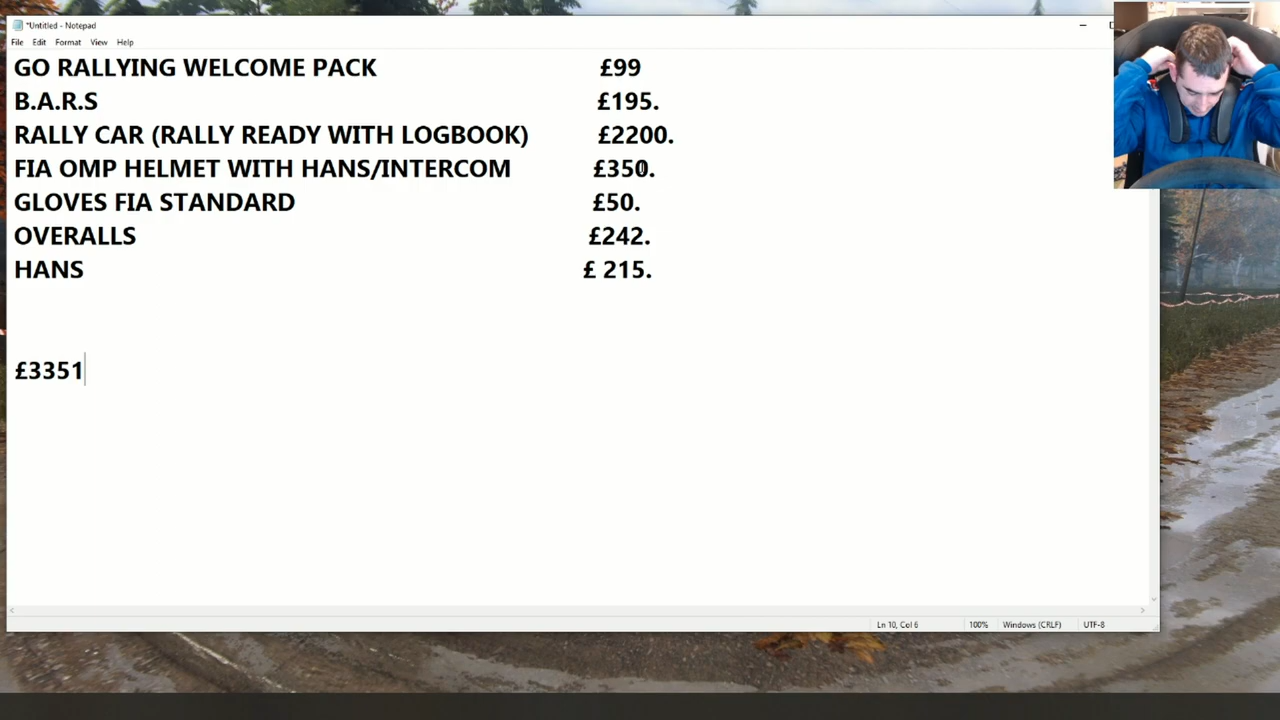 *Untitled - Notepad
File Edit Format View Help
GO RALLYING WELCOME PACK £99
B.A.R.S £195.
RALLY CAR (RALLY READY WITH LOGBOOK) £2200.
FIA OMP HELMET WITH HANS/INTERCOM £350.
GLOVES FIA STANDARD £50.
OVERALLS £242.
HANS £ 215.
£3351
Ln 10, Col 6 100% Windows (CRLF) UTF-8